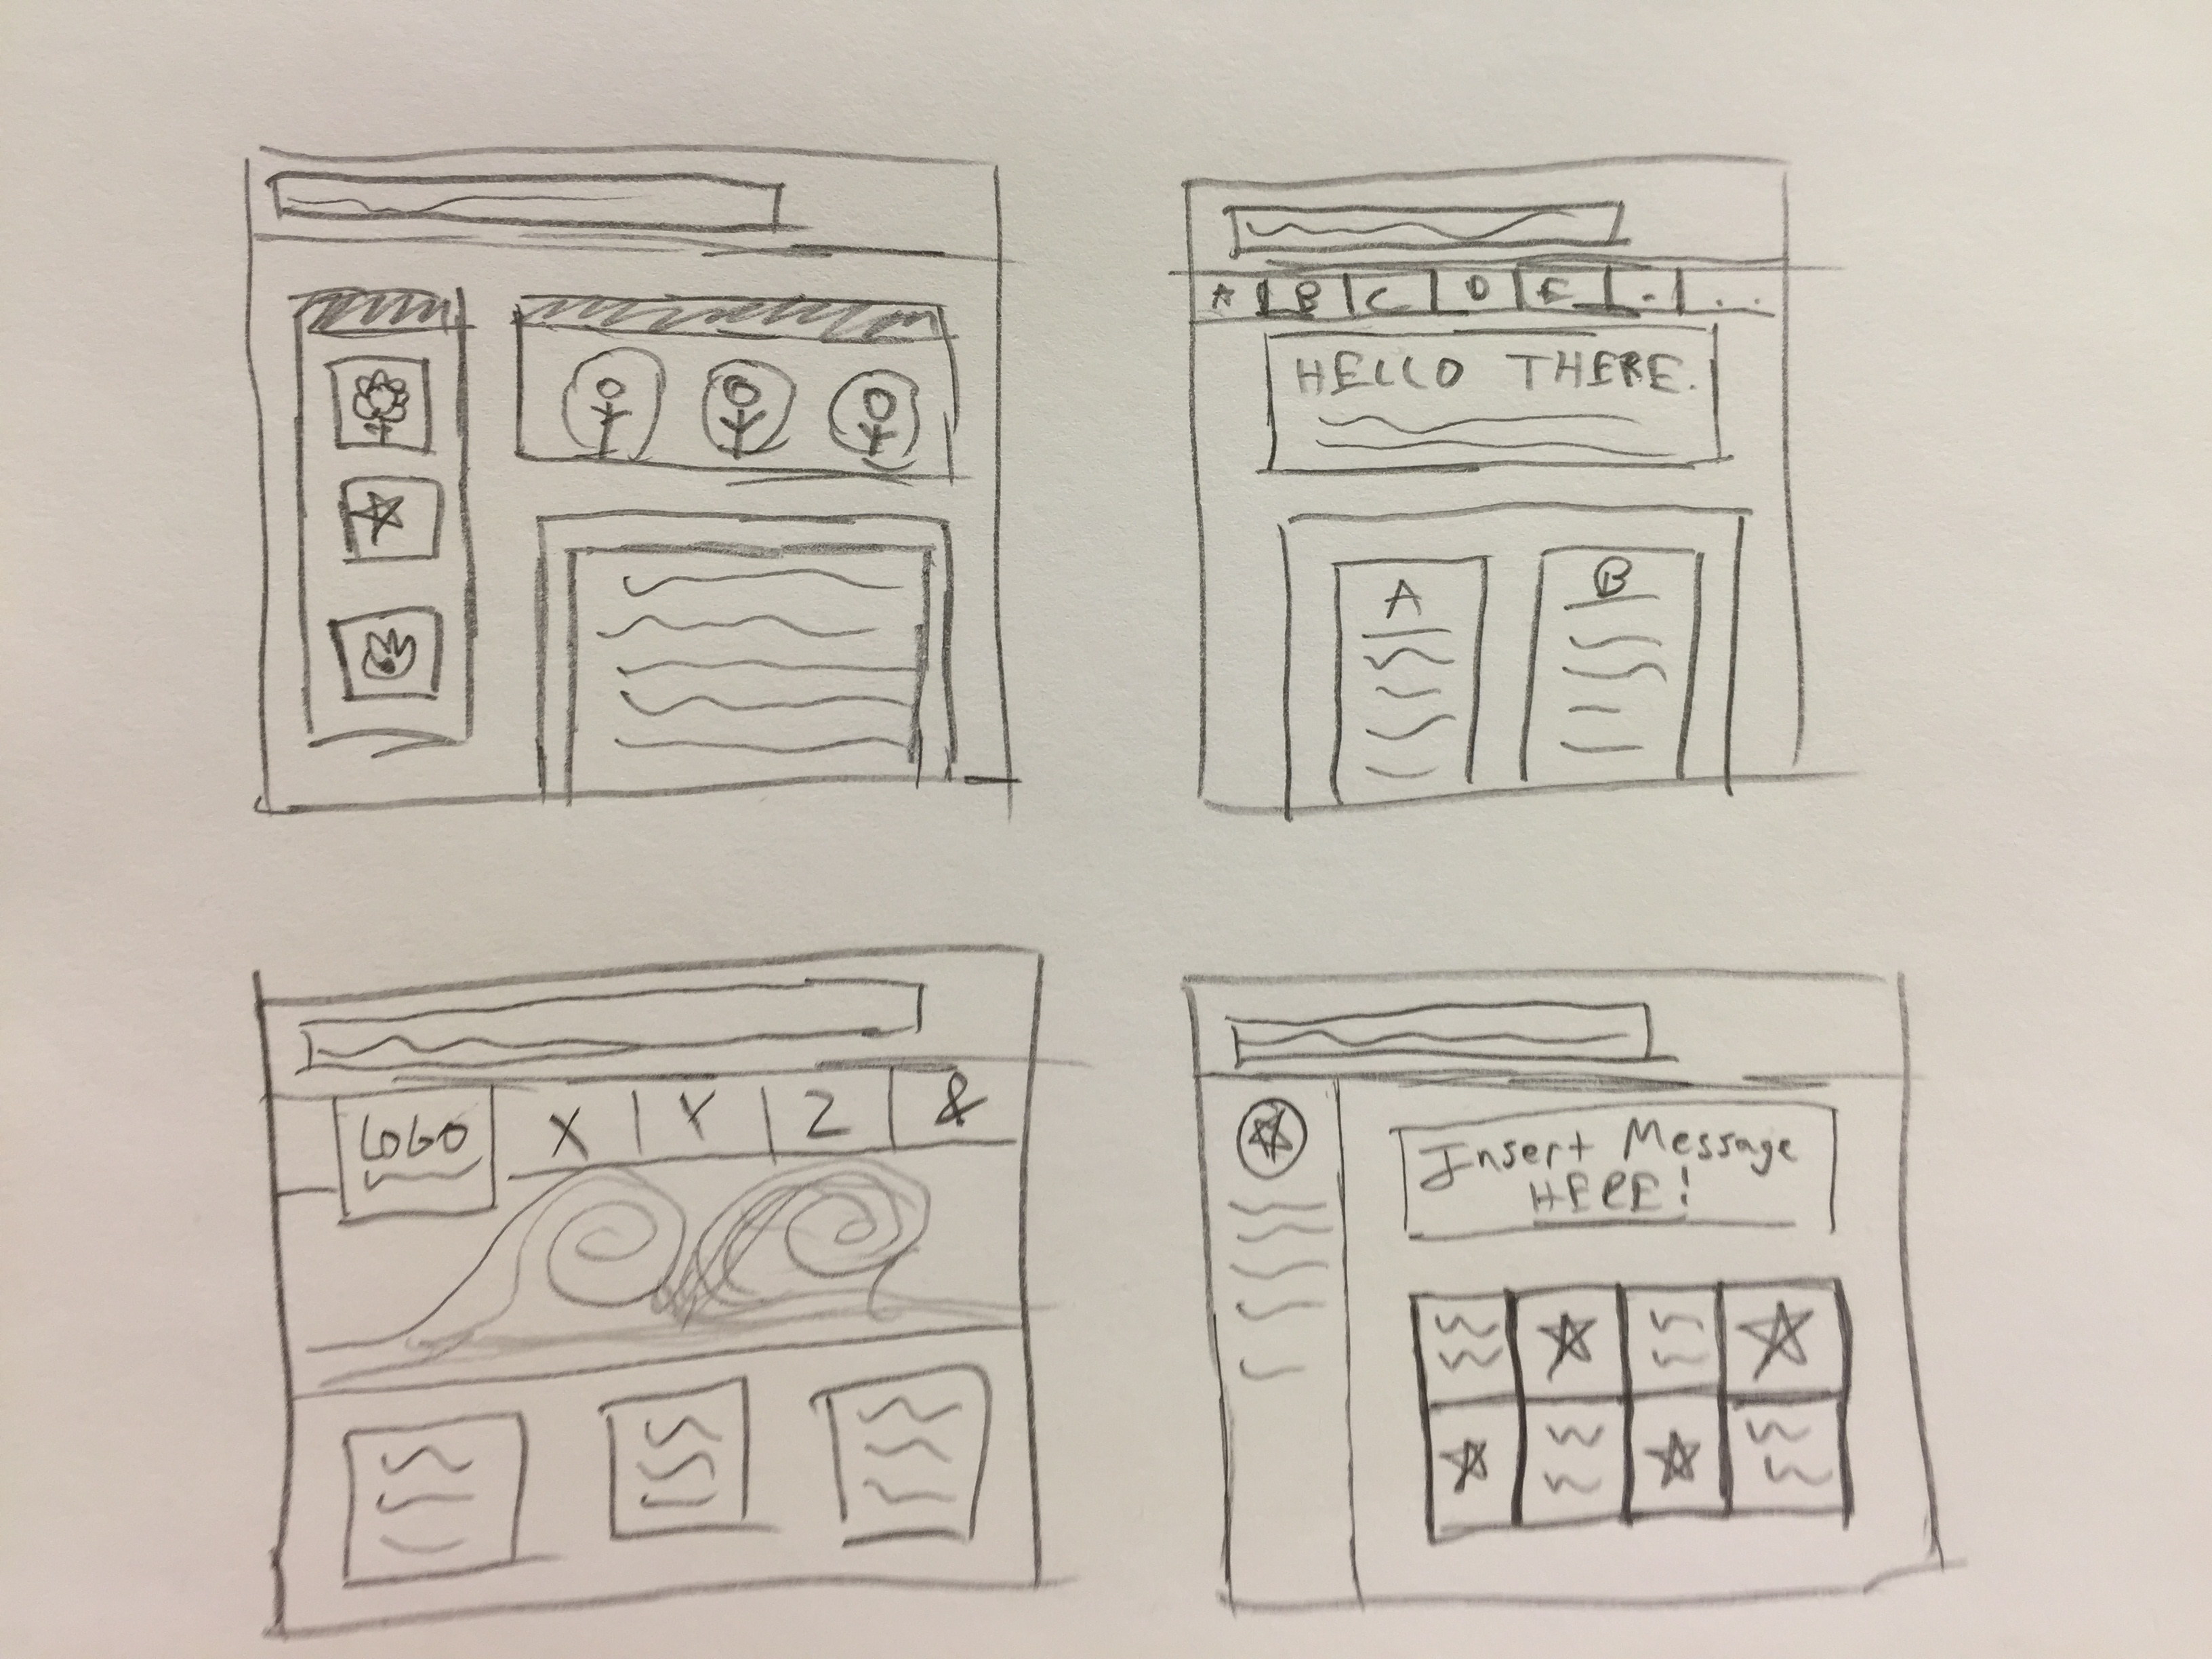 A B C D E . ..
HELLO THERE.
A
B
LOGO X Y Z &
Insert Message
HERE!